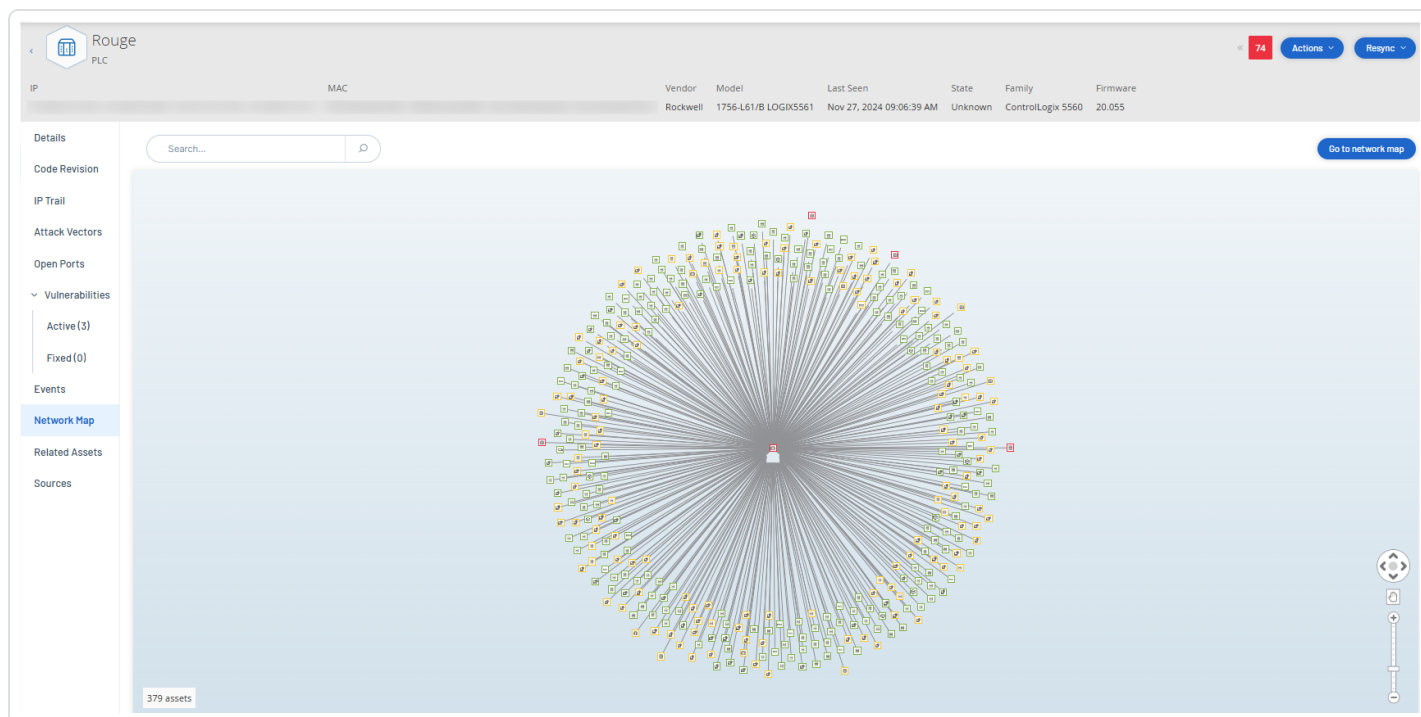 Rouge
PLC
74
Actions
Resync
IP MAC Vendor Model Last Seen State Family Firmware
Rockwell 1756-L61/B LOGIX5561 Nov 27, 2024 09:06:39 AM Unknown ControlLogix 5560 20.055
Details
Search...
Go to network map
Code Revision
IP Trail
Attack Vectors
Open Ports
Vulnerabilities
Active (3)
Fixed (0)
Events
Network Map
Related Assets
Sources
379 assets